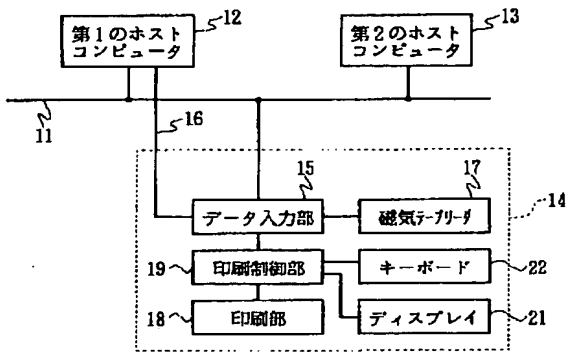 12
第1のホスト
コンピュータ
13
第2のホスト
コンピュータ
11
16
15
17
14
データ入力部
磁気テープリーダ
19
印刷制御部
キーボード
22
18
印刷部
ディスプレイ
21